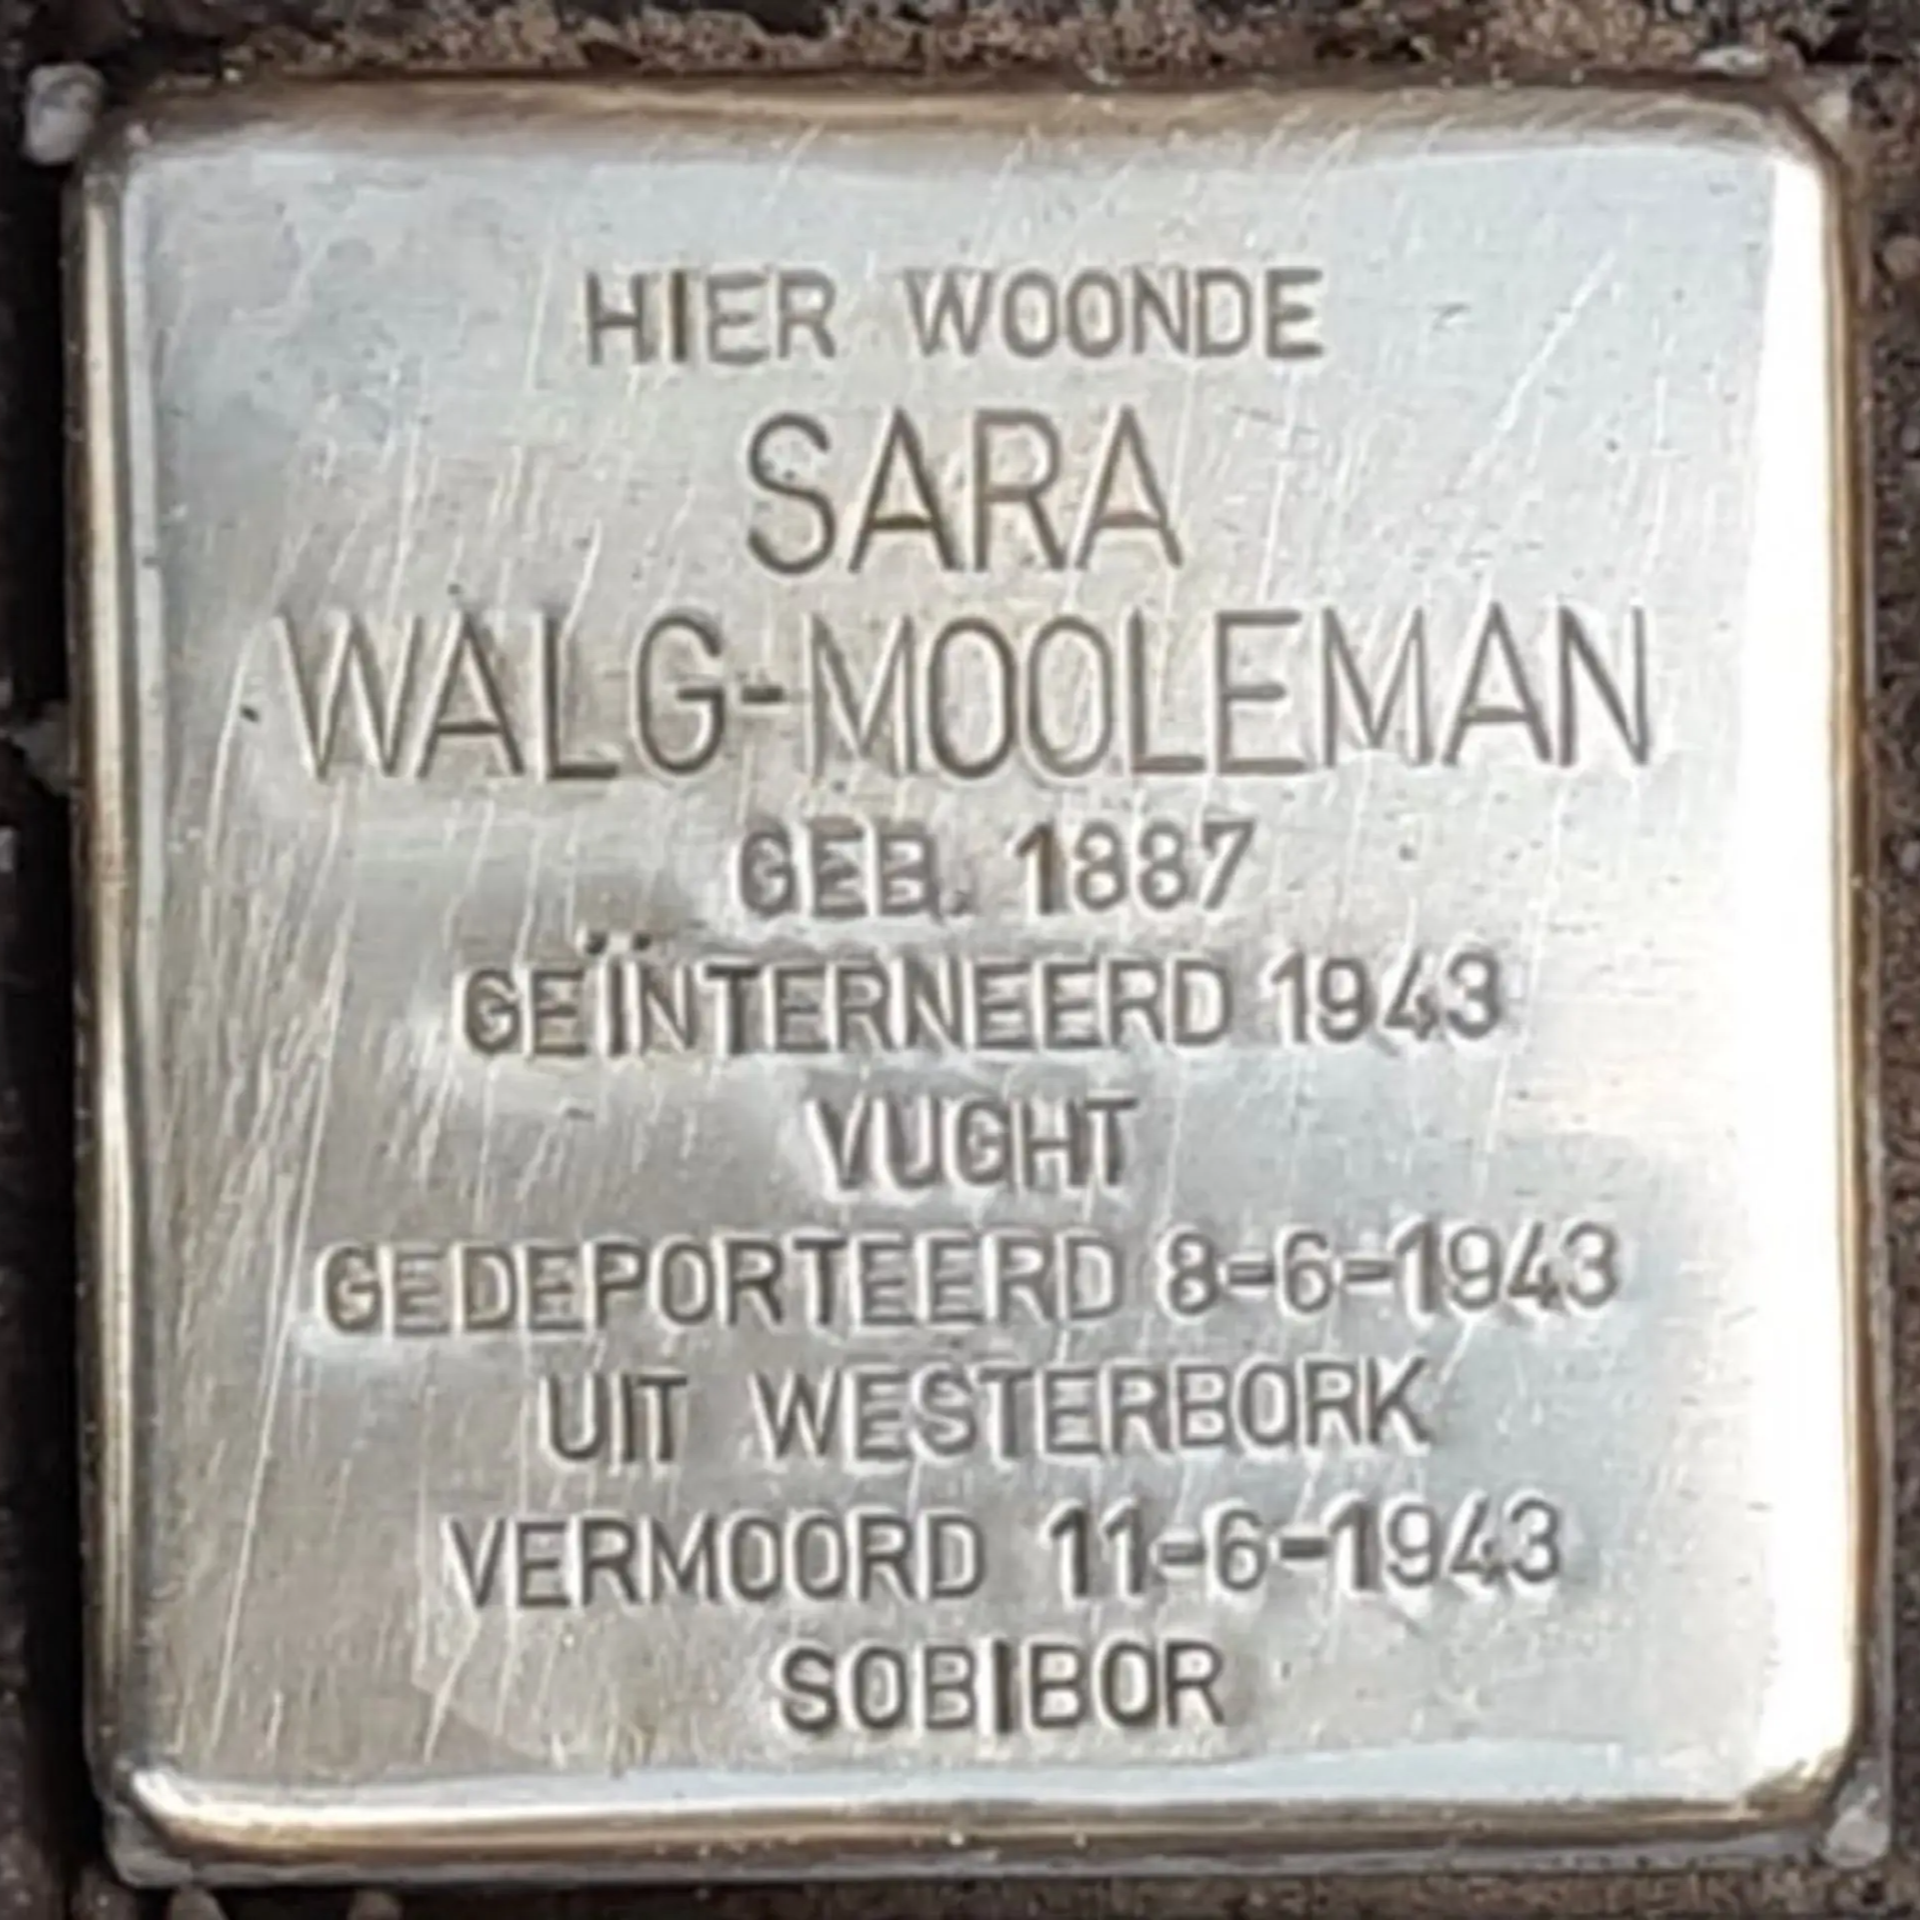 HIER WOONDE
SARA
WALG-MOOLEMAN
GEB. 1887
GEÏNTERNEERD 1943
VUGHT
GEDEPORTEERD 8-6-1943
UIT WESTERBORK
VERMOORD 11-6-1943
SOBIBOR